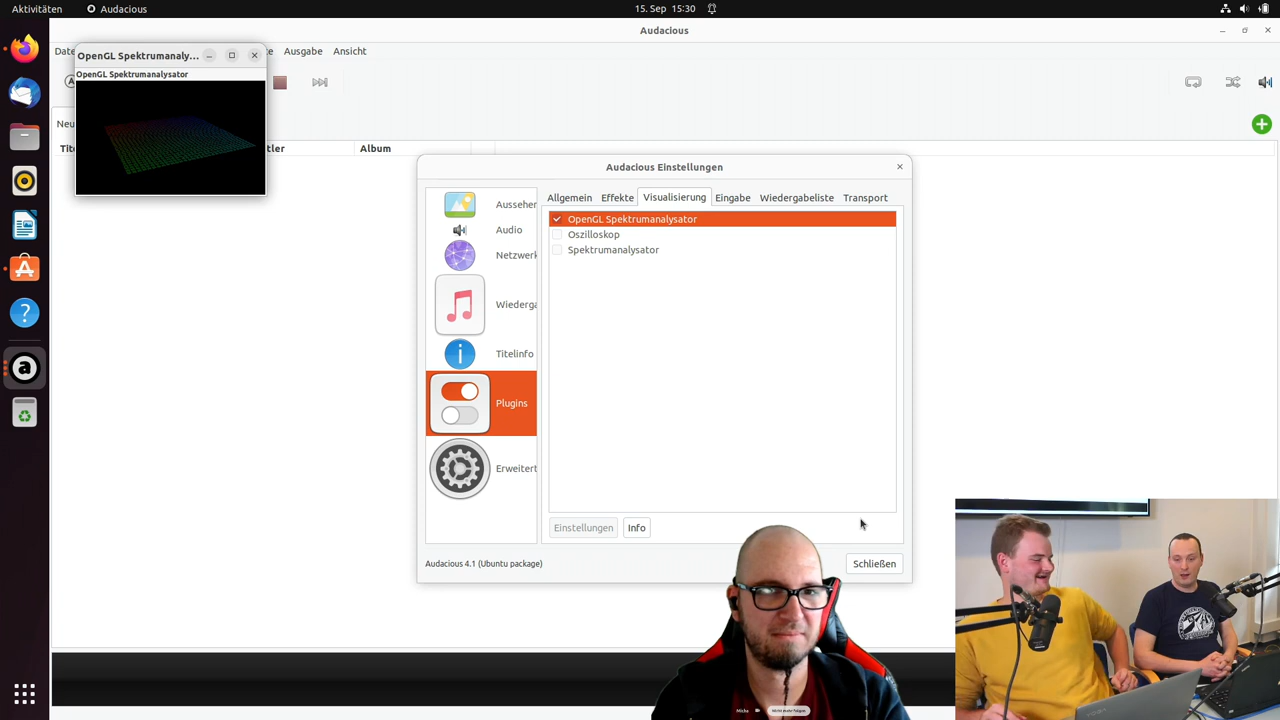 Aktivitäten
Audacious
15. Sep 15:30
Audacious
OpenGL Spektrumanaly…
Ausgabe
Ansicht
OpenGL Spektrumanalysator
Album
Audacious Einstellungen
Aussehen
Audio
Netzwerk
Titelinfo
Plugins
Allgemein
Effekte
Visualisierung
Eingabe
Wiedergabeliste
Transport
OpenGL Spektrumanalysator
Oszilloskop
Spektrumanalysator
Einstellungen
Info
Audacious 4.1 (Ubuntu package)
Schließen
Micha